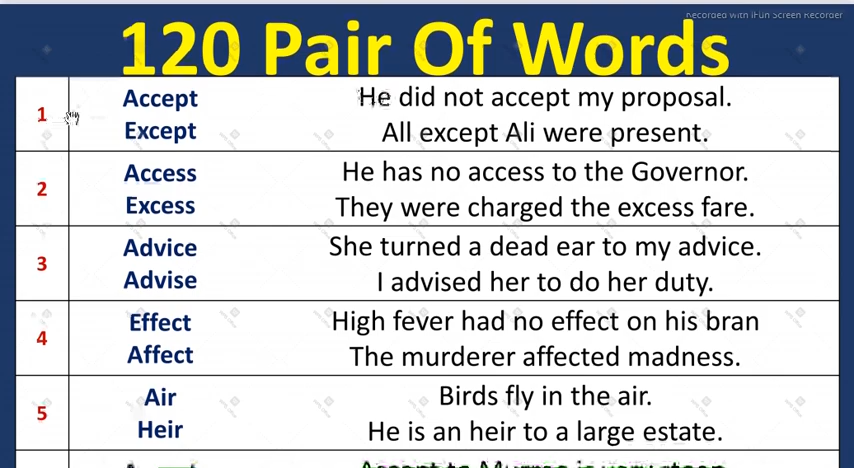 Recorded with iFun Screen Recorder
120 Pair Of Words
1
Accept
He did not accept my proposal.
Except
All except Ali were present.
2
Access
He has no access to the Governor.
Excess
They were charged the excess fare.
3
Advice
She turned a dead ear to my advice.
Advise
I advised her to do her duty.
4
Effect
High fever had no effect on his bran
Affect
The murderer affected madness.
5
Air
Birds fly in the air.
Heir
He is an heir to a large estate.